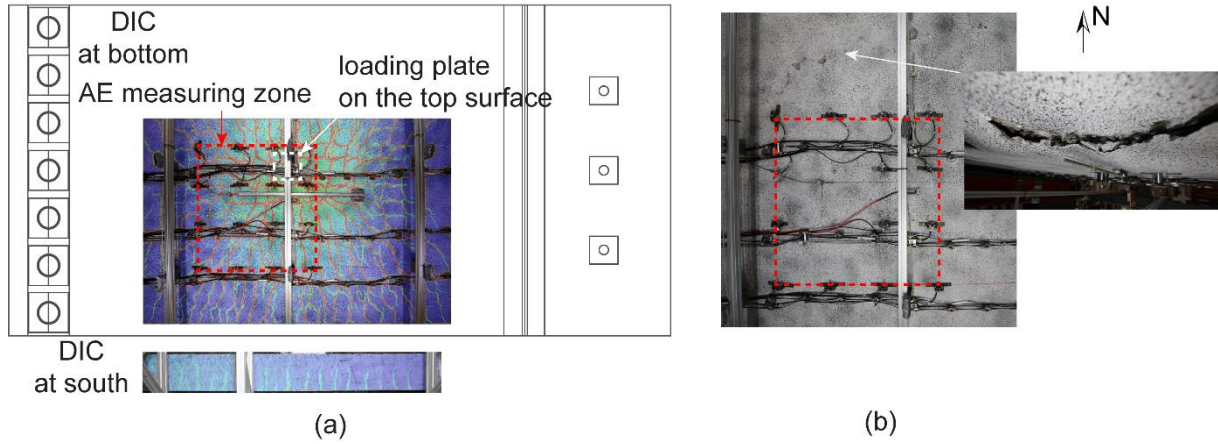 DIC
at bottom
AE measuring zone
loading plate
on the top surface
DIC
at south
(a)
N
(b)